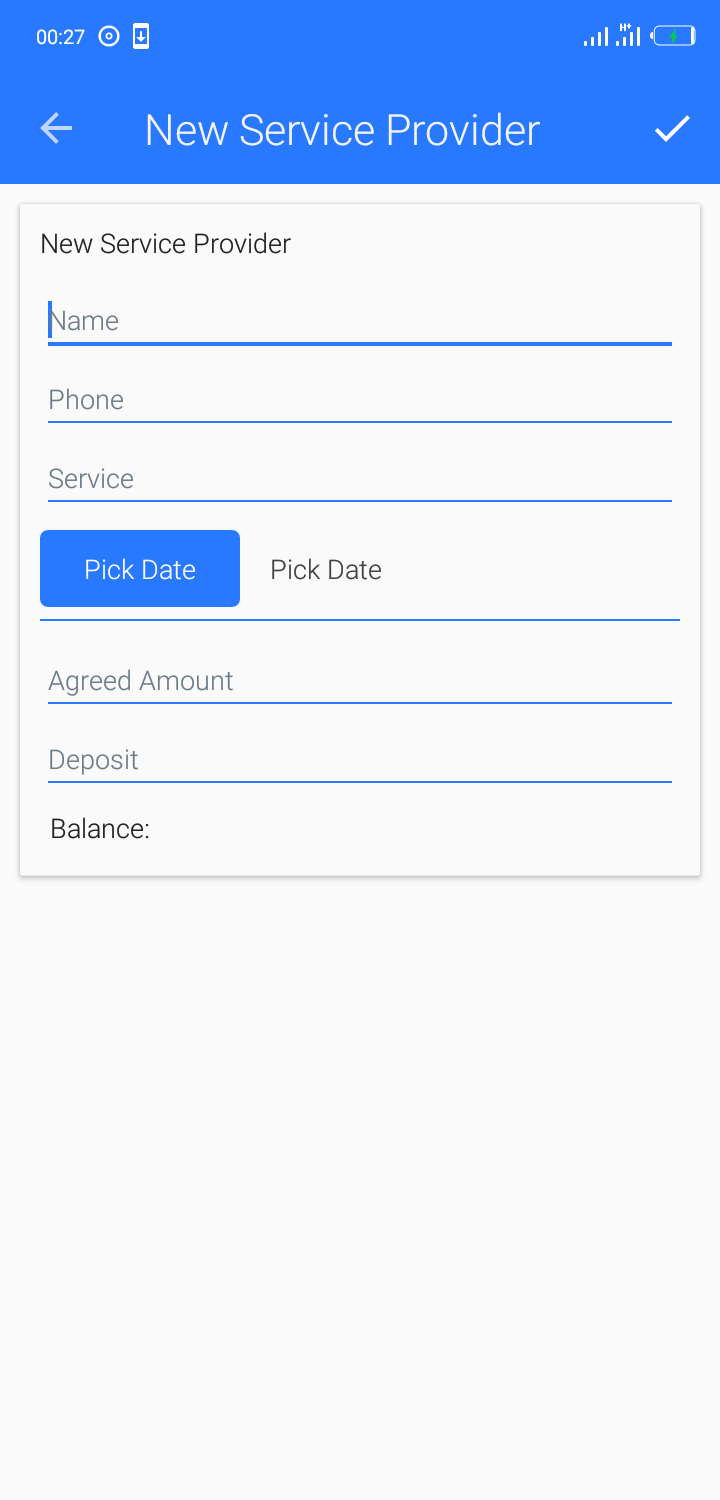 00:27 H+
New Service Provider
New Service Provider
Name
Phone
Service
Pick Date Pick Date
Agreed Amount
Deposit
Balance: